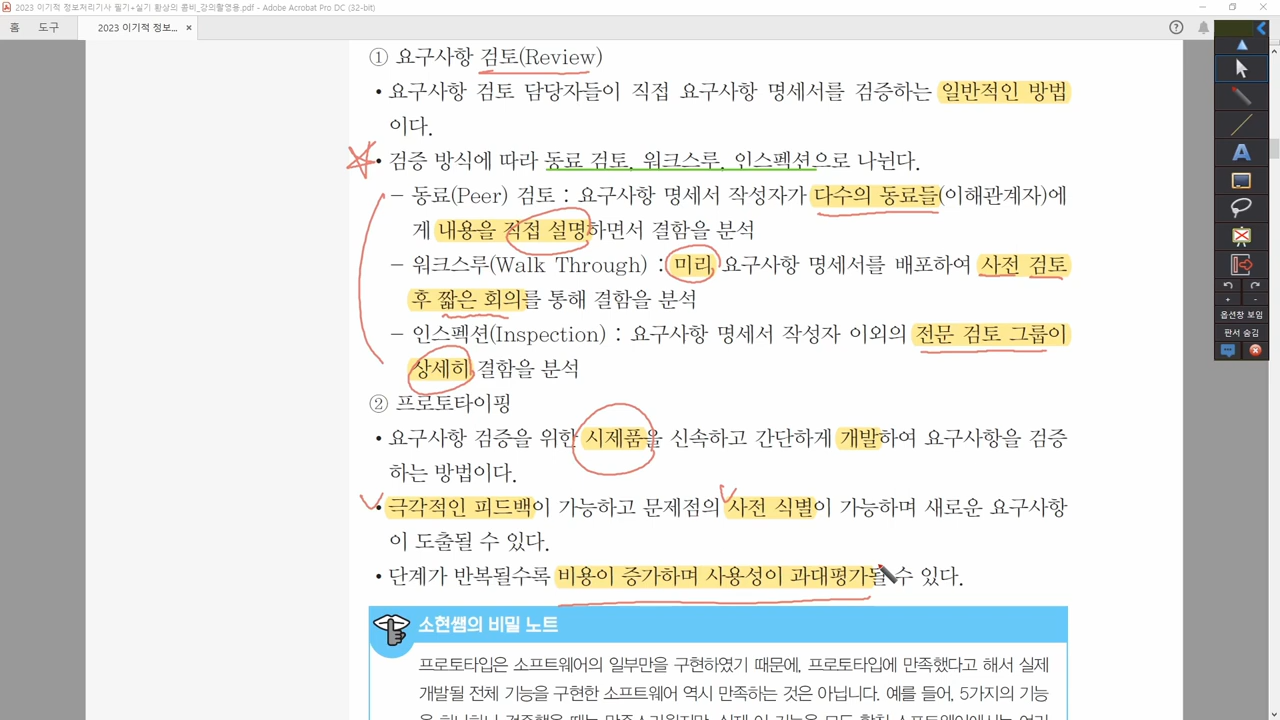 2023 이기적 정보처리기사 필기+실기 환상의 콤비_강의촬영용.pdf - Adobe Acrobat Pro DC (32-bit)
홈 도구 2023 이기적 정보... ×
① 요구사항 검토(Review)
• 요구사항 검토 담당자들이 직접 요구사항 명세서를 검증하는 일반적인 방법
이다.
• 검증 방식에 따라 동료 검토, 워크스루, 인스펙션으로 나뉜다.
– 동료(Peer) 검토 : 요구사항 명세서 작성자가 다수의 동료들(이해관계자)에
게 내용을 직접 설명하면서 결함을 분석
– 워크스루(Walk Through) : 미리 요구사항 명세서를 배포하여 사전 검토
후 짧은 회의를 통해 결함을 분석
– 인스펙션(Inspection) : 요구사항 명세서 작성자 이외의 전문 검토 그룹이
상세히 결함을 분석
② 프로토타이핑
• 요구사항 검증을 위한 시제품을 신속하고 간단하게 개발하여 요구사항을 검증
하는 방법이다.
• 극각적인 피드백이 가능하고 문제점의 사전 식별이 가능하며 새로운 요구사항
이 도출될 수 있다.
• 단계가 반복될수록 비용이 증가하며 사용성이 과대평가될 수 있다.
소현쌤의 비밀 노트
프로토타입은 소프트웨어의 일부만을 구현하였기 때문에, 프로토타입에 만족했다고 해서 실제
개발될 전체 기능을 구현한 소프트웨어 역시 만족하는 것은 아닙니다. 예를 들어, 5가지의 기능
A
+ -
옵션창 보임
판서 숨김